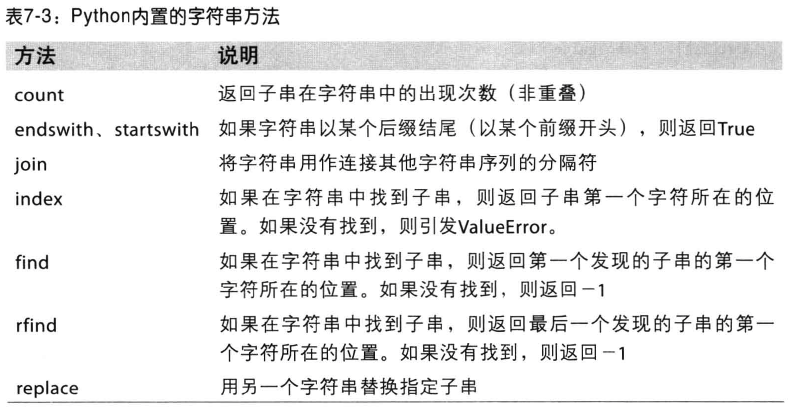 表7-3：Python内置的字符串方法
方法 说明
count 返回子串在字符串中的出现次数（非重叠）
endswith、startswith 如果字符串以某个后缀结尾（以某个前缀开头），则返回True
join 将字符串用作连接其他字符串序列的分隔符
index 如果在字符串中找到子串，则返回子串第一个字符所在的位
置。如果没有找到，则引发ValueError。
find 如果在字符串中找到子串，则返回第一个发现的子串的第一个
字符所在的位置。如果没有找到，则返回－1
rfind 如果在字符串中找到子串，则返回最后一个发现的子串的第一
个字符所在的位置。如果没有找到，则返回－1
replace 用另一个字符串替换指定子串